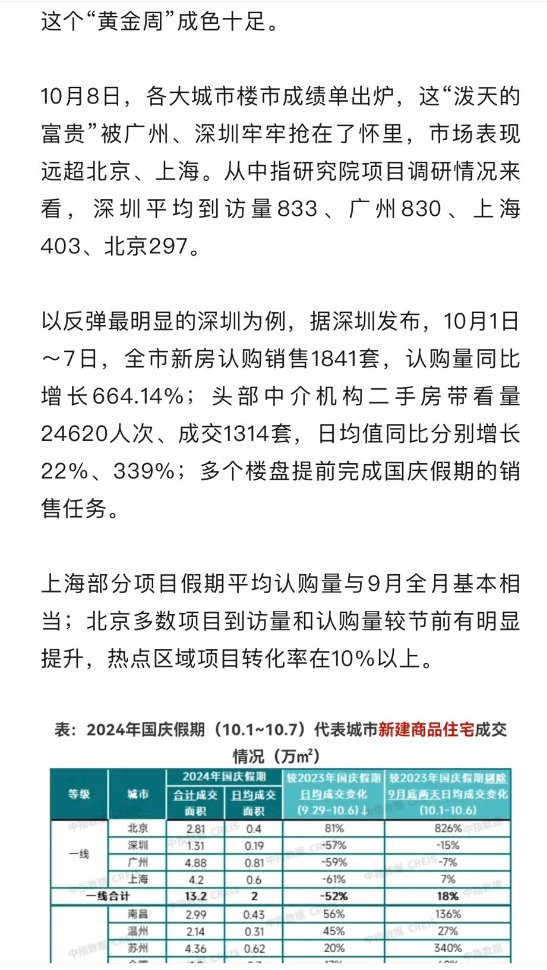 这个“黄金周”成色十足。
10月8日，各大城市楼市成绩单出炉，这“泼天的
富贵”被广州、深圳牢牢抢在了怀里，市场表现
远超北京、上海。从中指研究院项目调研情况来
看，深圳平均到访量833、广州830、上海
403、北京297。
以反弹最明显的深圳为例，据深圳发布，10月1日
～7日，全市新房认购销售1841套，认购量同比
增长664.14%；头部中介机构二手房带看量
24620人次、成交1314套，日均值同比分别增长
22%、339%；多个楼盘提前完成国庆假期的销
售任务。
上海部分项目假期平均认购量与9月全月基本相
当；北京多数项目到访量和认购量较节前有明显
提升，热点区域项目转化率在10%以上。
表：2024年国庆假期（10.1~10.7）代表城市新建商品住宅成交
情况（万㎡）
等级 城市 2024年国庆假期 较2023年国庆假期 较2023年国庆假期剔除
合计成交 日均成交 日均成交变化 9月底两天日均成交变化
面积 面积 (9.29-10.6)↓ (10.1-10.6)
一线
北京 2.81 0.4 81% 826%
深圳 1.31 0.19 -57% -15%
广州 4.88 0.81 -59% -7%
上海 4.2 0.6 -61% 7%
一线合计 13.2 2 -52% 18%
南昌 2.99 0.43 56% 136%
温州 2.14 0.31 45% 27%
苏州 4.36 0.62 20% 340%
中指数据 CREIS